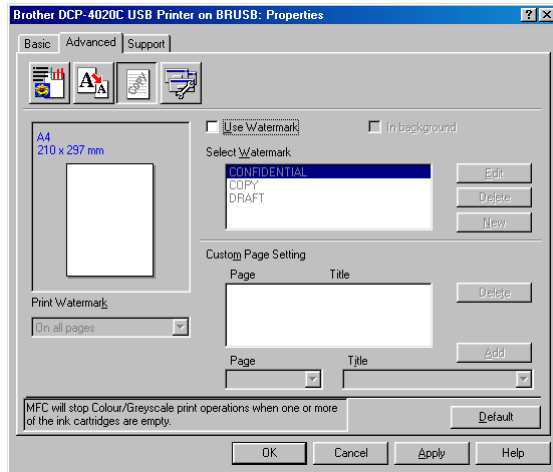 Brother DCP-4020C USB Printer on BRUSB: Properties
Basic Advanced Support
A4
210 x 297 mm
Use Watermark In background
Select Watermark
CONFIDENTIAL
COPY
DRAFT
Edit
Delete
New
Custom Page Setting
Page Title
Delete
Print Watermark
On all pages
Add
Page Title
MFC will stop Colour/Greyscale print operations when one or more
of the ink cartridges are empty.
Default
OK Cancel Apply Help